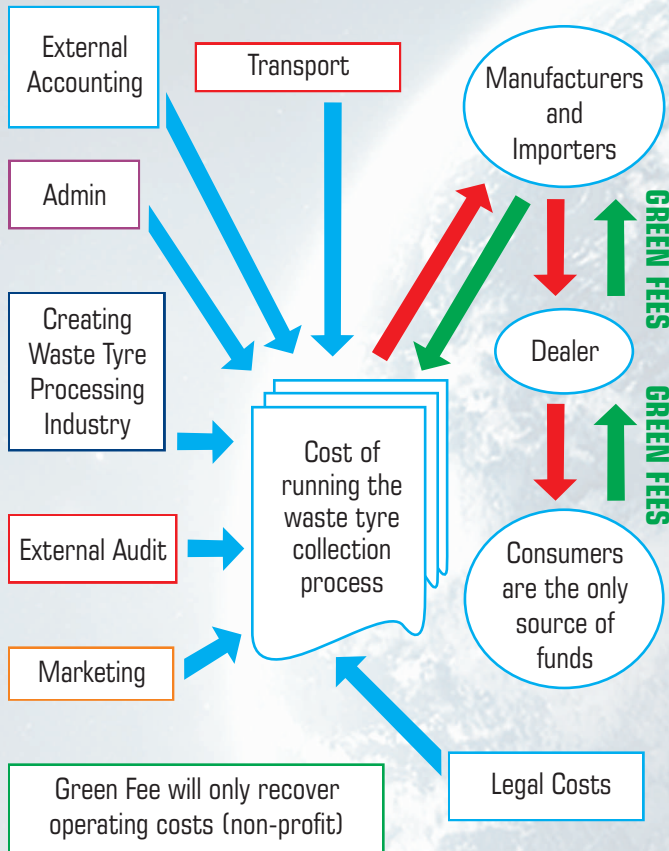 External
Accounting
Transport
Manufacturers
and
Importers
Admin
GREEN FEES
Creating
Waste Tyre
Processing
Industry
Dealer
Cost of
running the
waste tyre
collection
process
GREEN FEES
External Audit
Consumers
are the only
source of
funds
Marketing
Green Fee will only recover
operating costs (non-profit)
Legal Costs